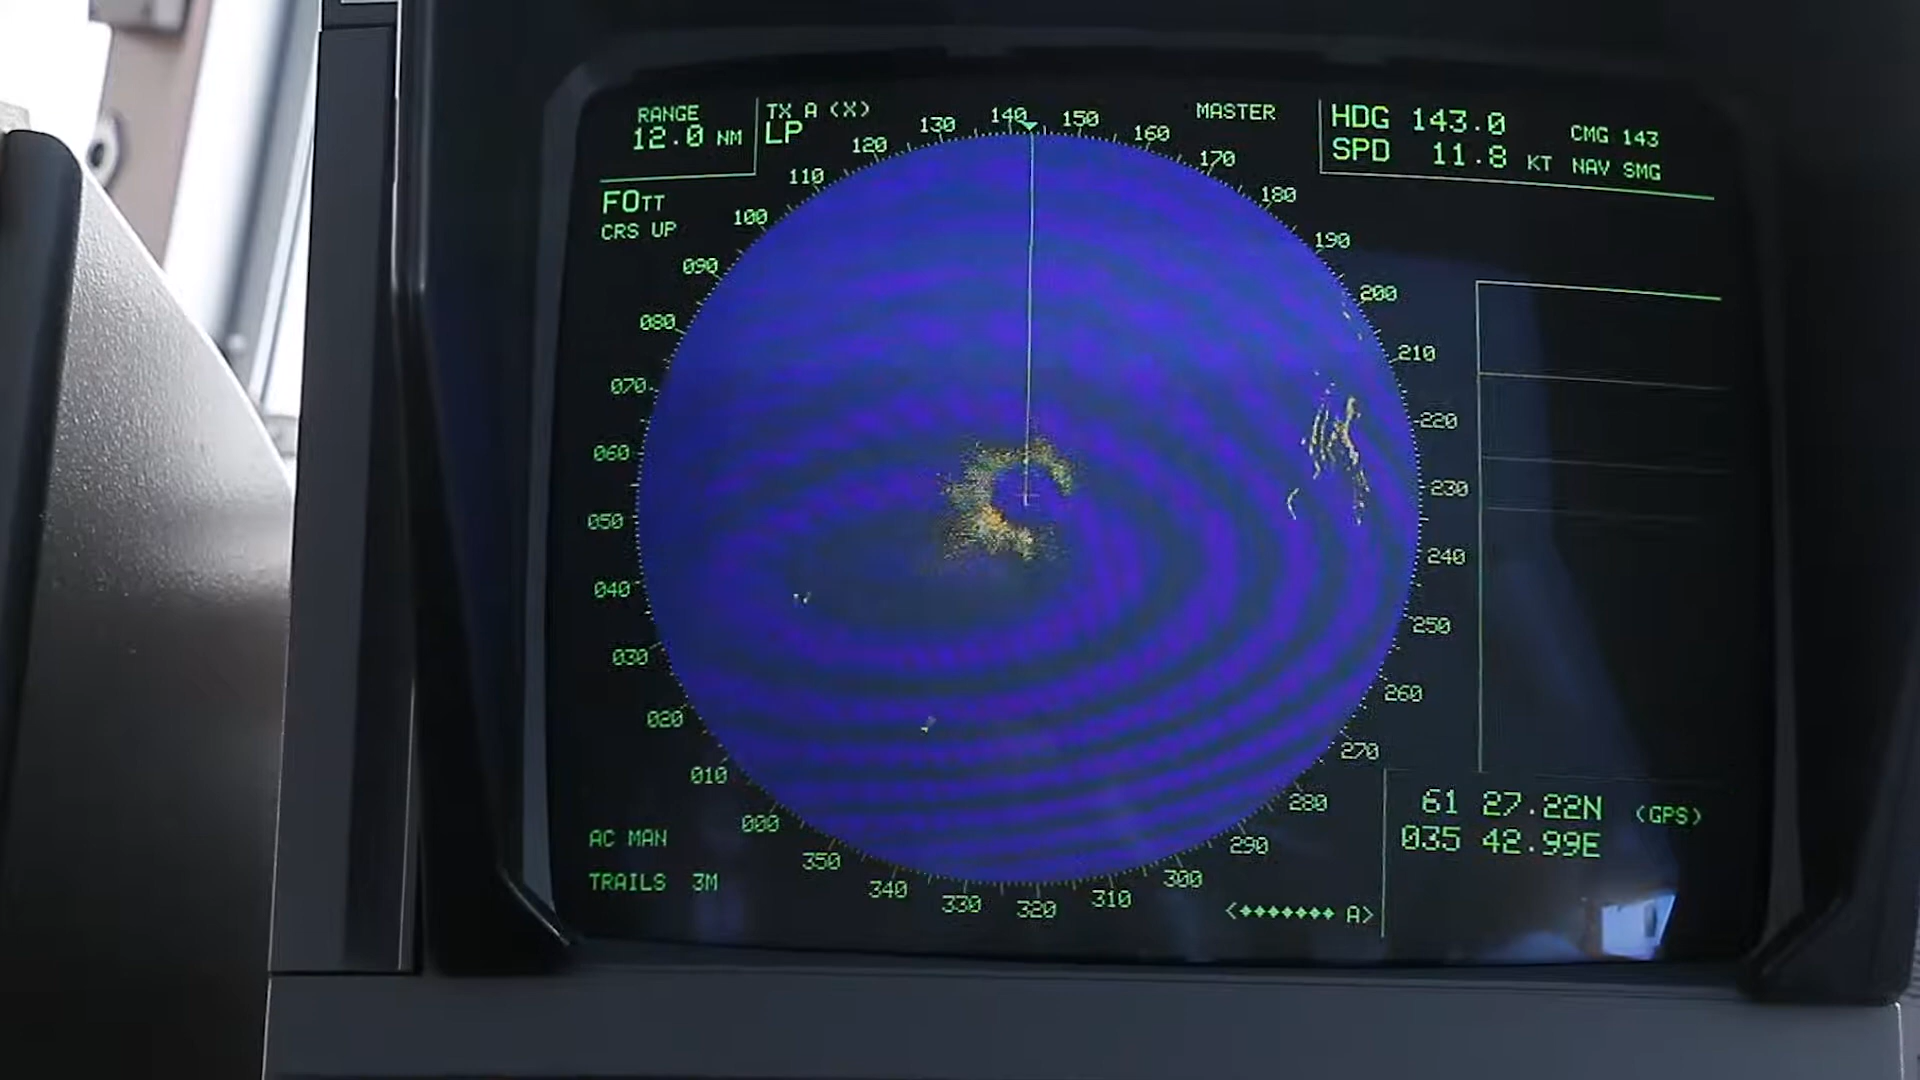 RANGE
12.0 NM
TX A (X)
LP
MASTER
HDG 143.0
SPD 11.8 KT
CMG 143
NAV SMG
FOTT
CRS UP
140
150
160
170
180
190
200
210
220
230
240
250
260
270
280
290
300
310
320
330
340
350
000
010
020
030
040
050
060
070
080
090
100
110
120
130
AC MAN
TRAILS 3M
<♦♦♦♦♦♦♦ A>
61 27.22N (GPS)
035 42.99E